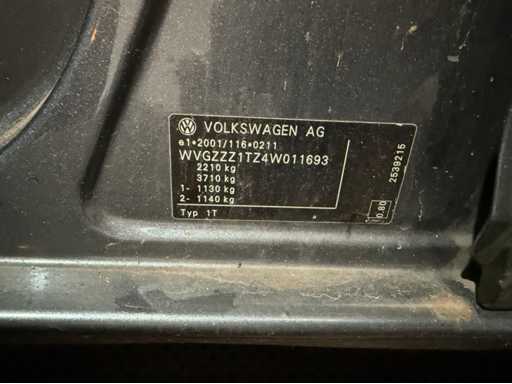 VOLKSWAGEN AG
e1*2001/116*0211
WVGZZZ1TZ4W011693
2210 kg
3710 kg
1- 1130 kg
2- 1140 kg
Typ 1T
0.80
2539215